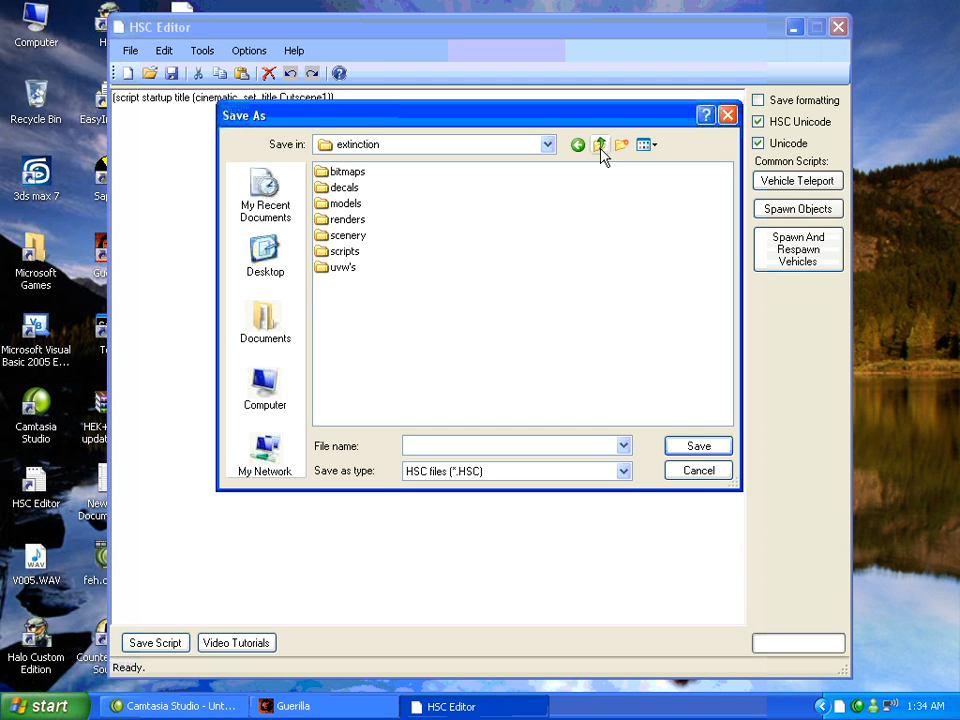 HSC Editor
File Edit Tools Options Help
(script startup title (cinematic_set_title Cutscene1))
Save As
Save in: extinction
My Recent
Documents
Desktop
Documents
Computer
My Network
bitmaps
decals
models
renders
scenery
scripts
uvw's
File name: Save
Save as type: HSC files (*.HSC) Cancel
Save formatting
HSC Unicode
Unicode
Common Scripts:
Vehicle Teleport
Spawn Objects
Spawn And
Respawn
Vehicles
Save Script Video Tutorials
Ready.
Computer
Recycle Bin
3ds max 7
Microsoft
Games
Microsoft Visual
Basic 2005 E...
Camtasia
Studio
HEK+
HSC Editor
V005.WAV
Halo Custom
Edition
start Camtasia Studio - Unt... Guerilla HSC Editor 1:34 AM